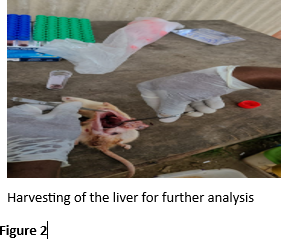 Harvesting of the liver for further analysis
Figure 2